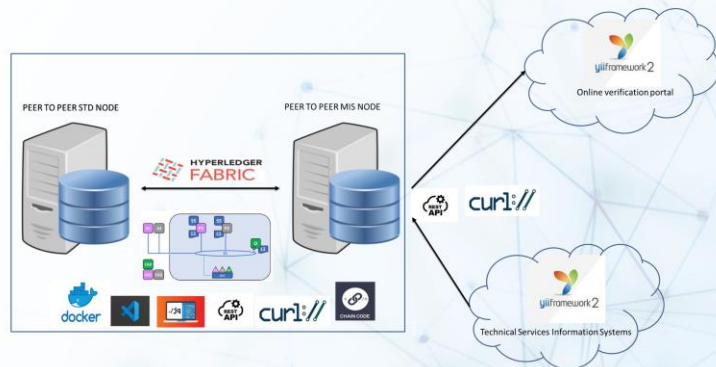 yiiframework2
Online verification portal
PEER TO PEER STD NODE
PEER TO PEER MIS NODE
HYPERLEDGER
FABRIC
REST
API
curl://
docker
./jq
REST
API
curl://
CHAIN CODE
yiiframework2
Technical Services Information Systems